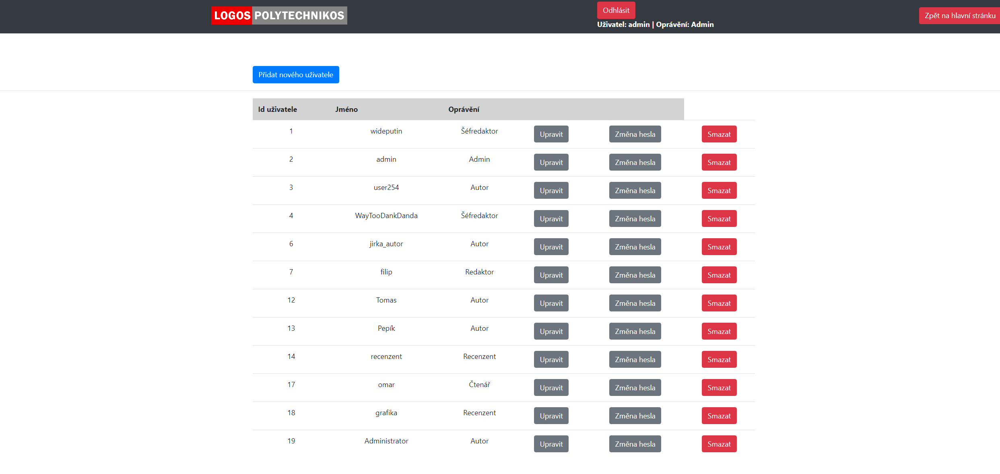 LOGOS POLYTECHNIKOS
Odhlásit
Uživatel: admin | Oprávění: Admin
Zpět na hlavní stránku
Přidat nového uživatele
Id uživatele Jméno Oprávění
1 wideputin Šéfredaktor Upravit Změna hesla Smazat
2 admin Admin Upravit Změna hesla Smazat
3 user254 Autor Upravit Změna hesla Smazat
4 WayTooDankDanda Šéfredaktor Upravit Změna hesla Smazat
6 jirka_autor Autor Upravit Změna hesla Smazat
7 filip Redaktor Upravit Změna hesla Smazat
12 Tomas Autor Upravit Změna hesla Smazat
13 Pepík Autor Upravit Změna hesla Smazat
14 recenzent Recenzent Upravit Změna hesla Smazat
17 omar Čtenář Upravit Změna hesla Smazat
18 grafika Recenzent Upravit Změna hesla Smazat
19 Administrator Autor Upravit Změna hesla Smazat